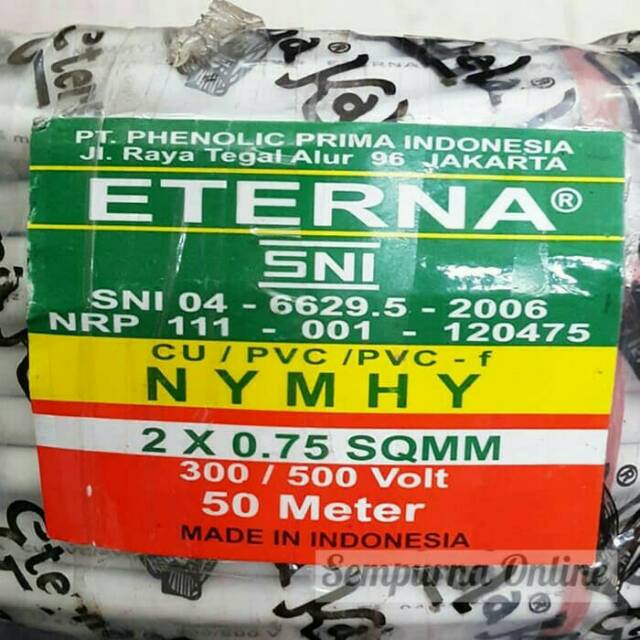 Eterna
PT. PHENOLIC PRIMA INDONESIA
Jl. Raya Tegal Alur 96 JAKARTA
ETERNA®
SNI
SNI 04 - 6629.5 - 2006
NRP 111 - 001 - 120475
CU / PVC /PVC - f
NYMHY
2 X 0.75 SQMM
300 / 500 Volt
50 Meter
MADE IN INDONESIA
Sempurna Online
Eterna